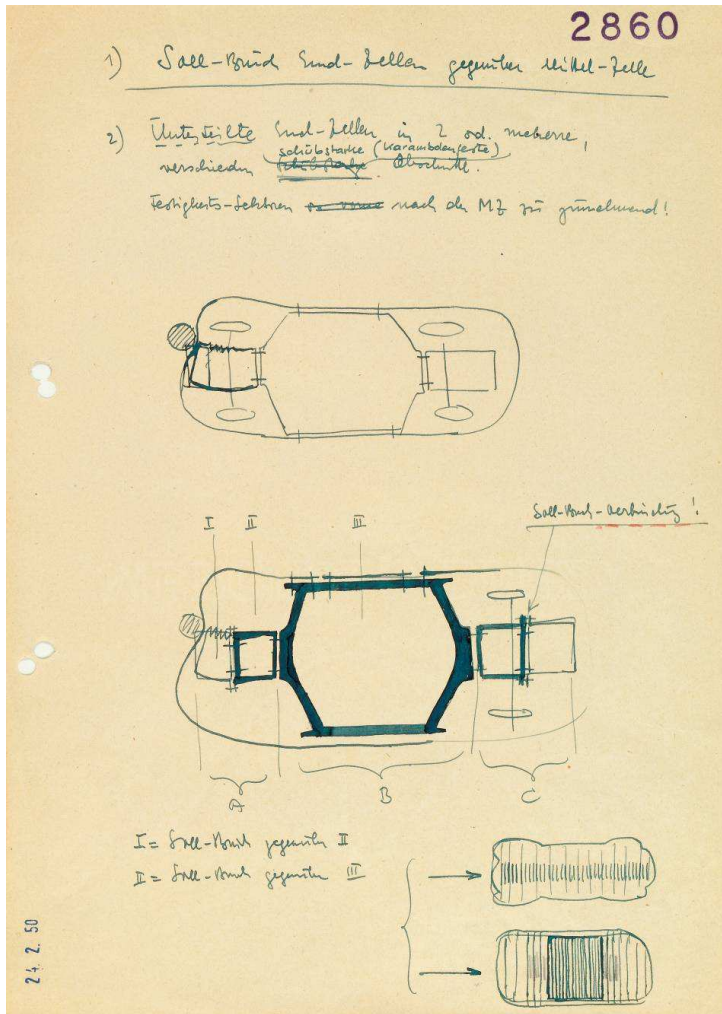 2860
1) Soll-Bruch End-Zellen gegenüber Mittel-Zelle
2) Unterteilte End-Zellen in 2 od. mehrere,
schübstarke (karambolenfeste)
verschieden Abschnitte.
Festigkeits-Sektoren nach der MZ zu zunehmend!
Soll-Bruch-Verbindung!
I II III
A B C
I = Soll-Bruch gegenüber II
II = Soll-Bruch gegenüber III
24. 2. 50